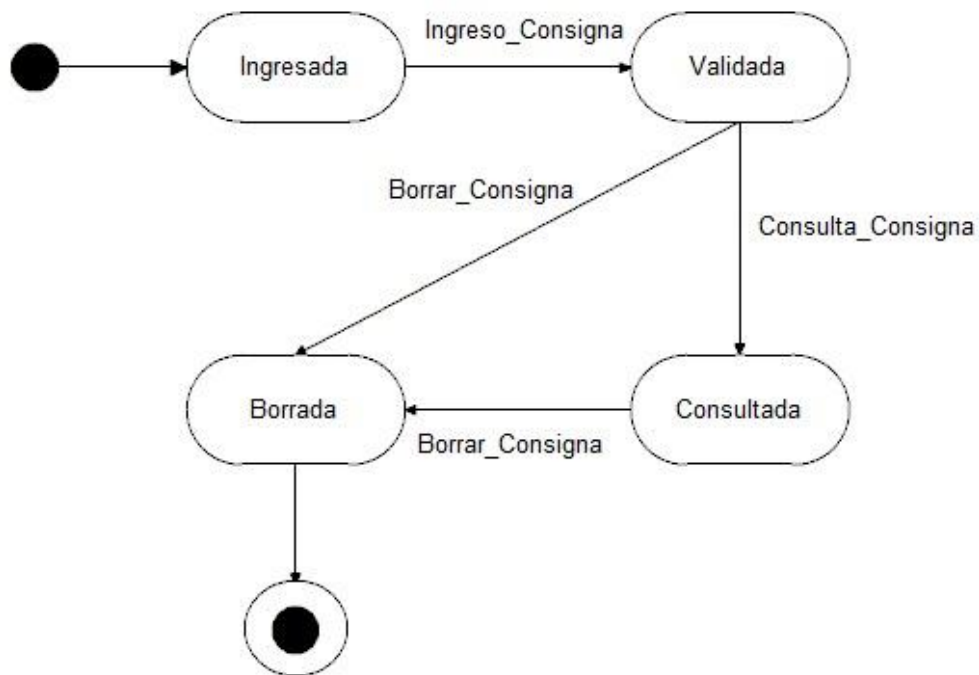 Ingreso_Consigna
Ingresada
Validada
Borrar_Consigna
Consulta_Consigna
Borrada
Consultada
Borrar_Consigna